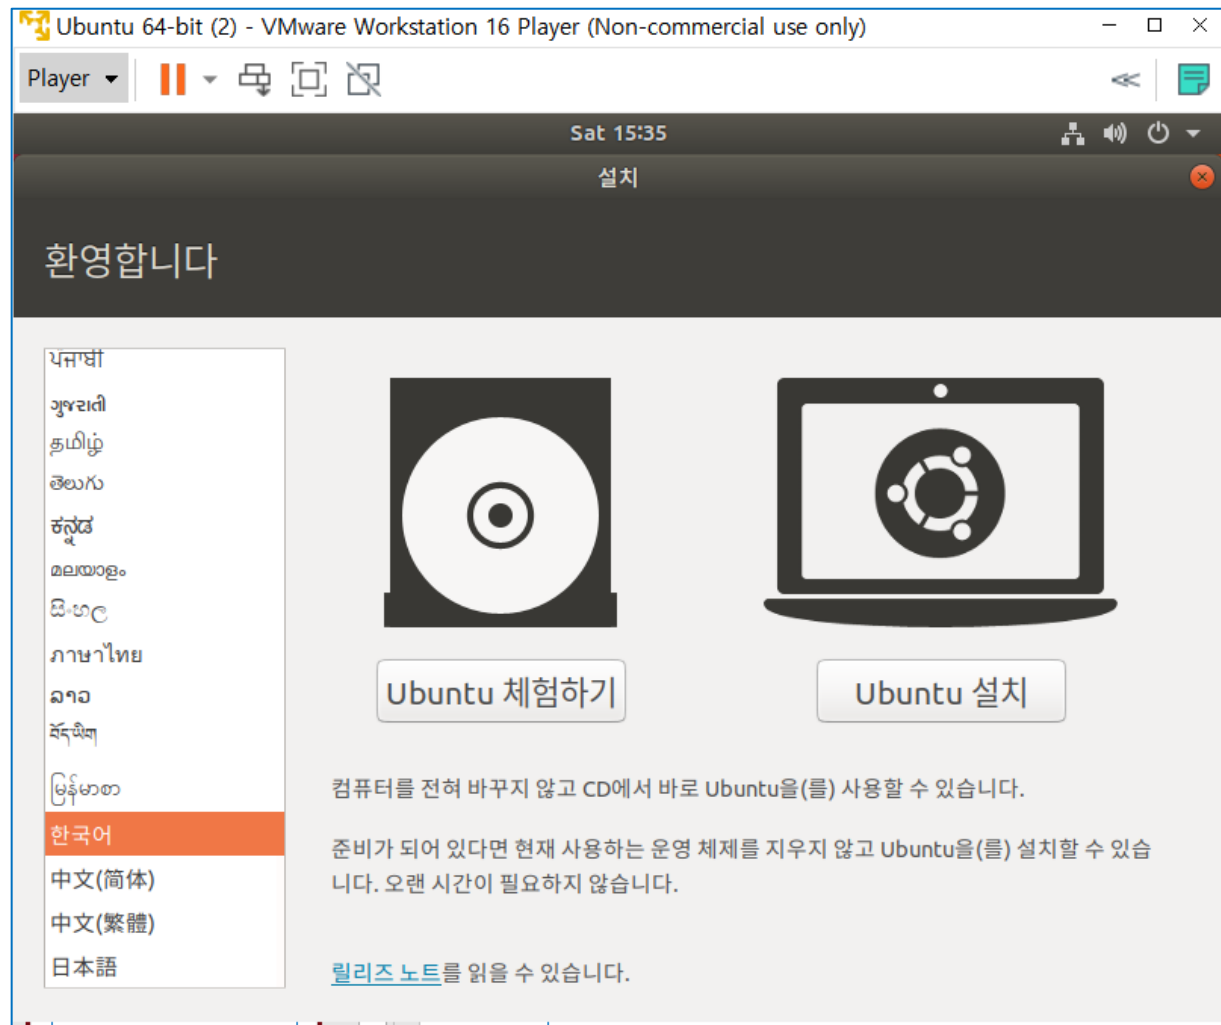 Ubuntu 64-bit (2) - VMware Workstation 16 Player (Non-commercial use only)
Player
Sat 15:35
설치
환영합니다
ਪੰਜਾਬੀ
ગુજરાતી
தமிழ்
తెలుగు
ಕನ್ನಡ
മലയാളം
සිංහල
ภาษาไทย
ລາວ
བོད་ཡིག
မြန်မာစာ
한국어
中文(简体)
中文(繁體)
日本語
Ubuntu 체험하기
Ubuntu 설치
컴퓨터를 전혀 바꾸지 않고 CD에서 바로 Ubuntu을(를) 사용할 수 있습니다.
준비가 되어 있다면 현재 사용하는 운영 체제를 지우지 않고 Ubuntu을(를) 설치할 수 있습
니다. 오랜 시간이 필요하지 않습니다.
릴리즈 노트를 읽을 수 있습니다.